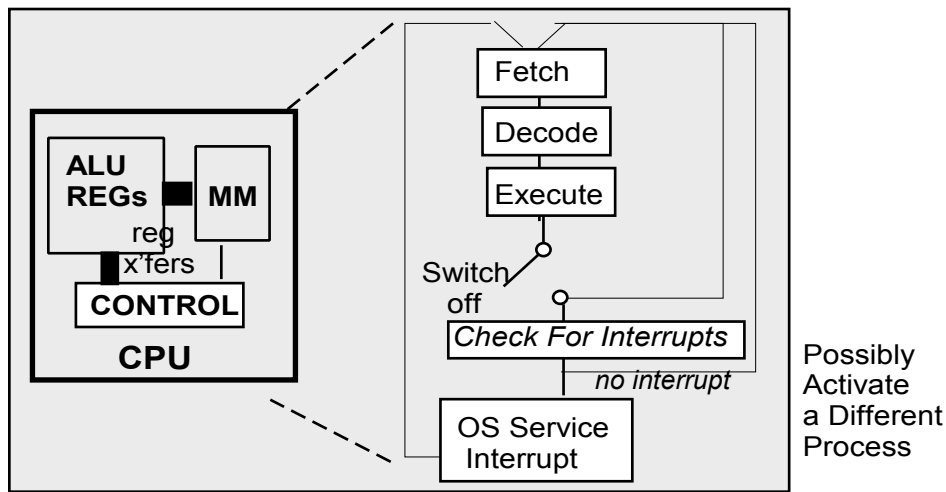 Fetch
Decode
Execute
Switch
off
Check For Interrupts
no interrupt
OS Service
Interrupt
ALU
REGs
MM
reg
x'fers
CONTROL
CPU
Possibly
Activate
a Different
Process